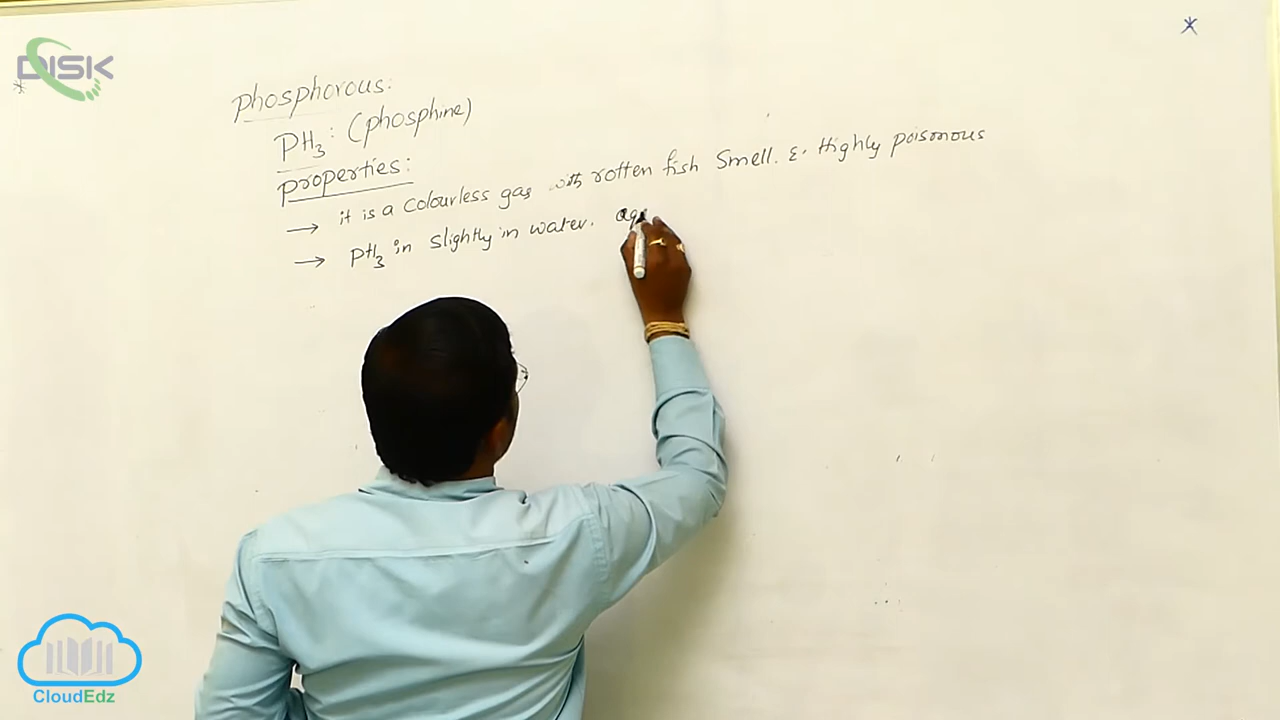 DISK
*
*
phosphorous:
PH3: (phosphine)
properties:
→ it is a colourless gas with rotten fish smell. & Highly poisonous
→ PH3 in slightly in water. aq
CloudEdz